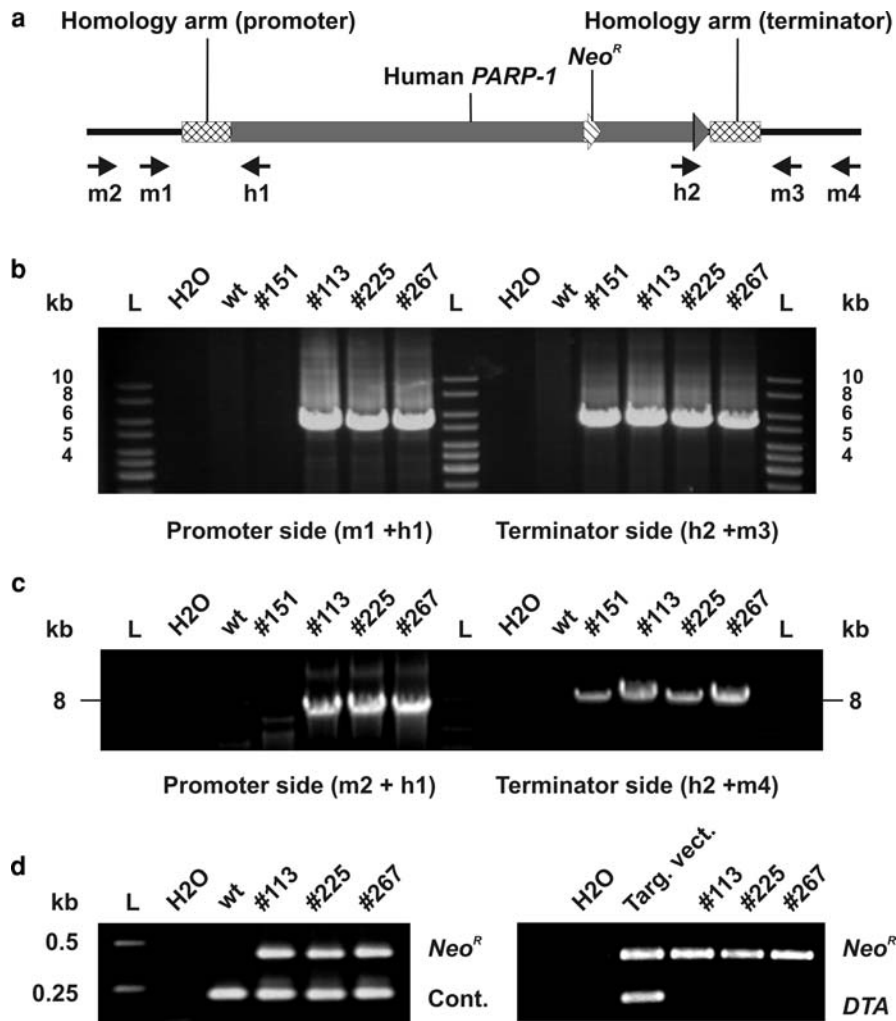 a
Homology arm (promoter) Homology arm (terminator)
Human PARP-1 Neo^R
m2 m1 h1 h2 m3 m4
b
kb L H2O wt #151 #113 #225 #267 L H2O wt #151 #113 #225 #267 L kb
10 10
8 8
6 6
5 5
4 4
Promoter side (m1 +h1) Terminator side (h2 +m3)
c
kb L H2O wt #151 #113 #225 #267 L H2O wt #151 #113 #225 #267 L kb
8 8
Promoter side (m2 + h1) Terminator side (h2 +m4)
d
kb L H2O wt #113 #225 #267 H2O Targ. vect. #113 #225 #267
0.5 Neo^R Neo^R
0.25 Cont. DTA